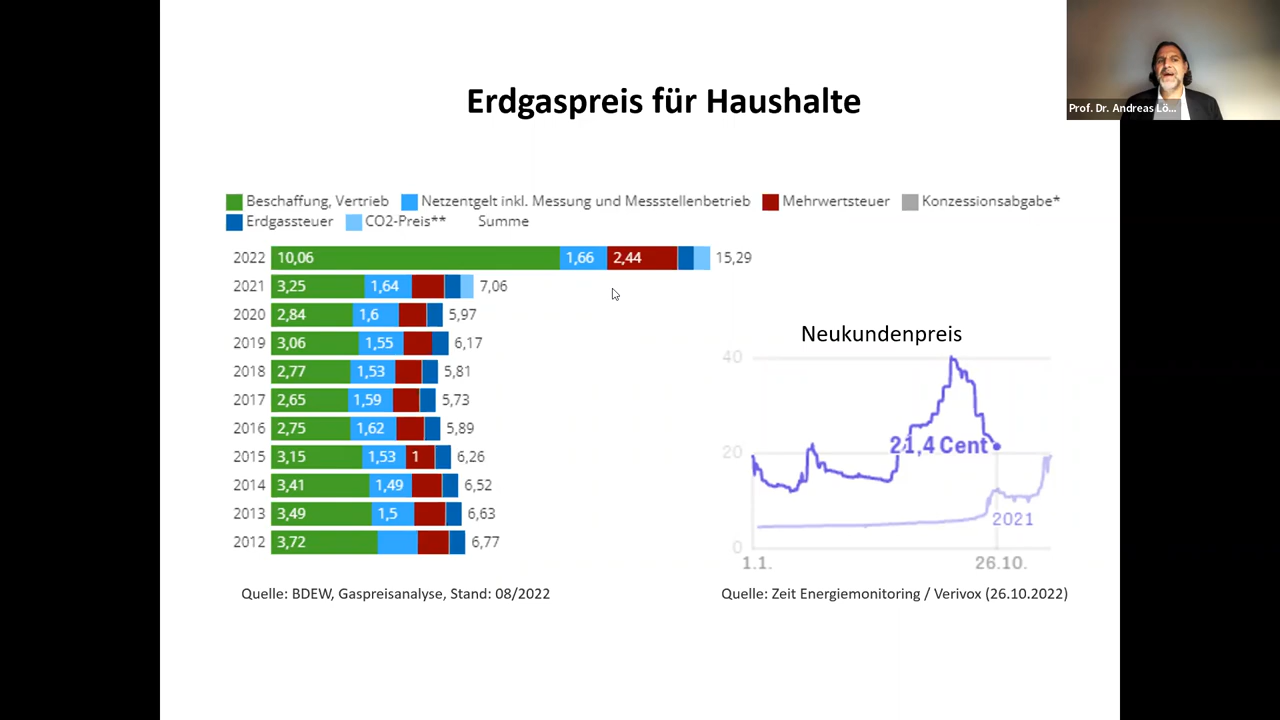 Prof. Dr. Andreas Lö...
Erdgaspreis für Haushalte
Beschaffung, Vertrieb Netzentgelt inkl. Messung und Messstellenbetrieb Mehrwertsteuer Konzessionsabgabe*
Erdgassteuer CO2-Preis** Summe
2022 10,06 1,66 2,44 15,29
2021 3,25 1,64 7,06
2020 2,84 1,6 5,97
2019 3,06 1,55 6,17
2018 2,77 1,53 5,81
2017 2,65 1,59 5,73
2016 2,75 1,62 5,89
2015 3,15 1,53 1 6,26
2014 3,41 1,49 6,52
2013 3,49 1,5 6,63
2012 3,72 6,77
Quelle: BDEW, Gaspreisanalyse, Stand: 08/2022
Neukundenpreis
40
20
21,4 Cent
2021
0
1.1. 26.10.
Quelle: Zeit Energiemonitoring / Verivox (26.10.2022)